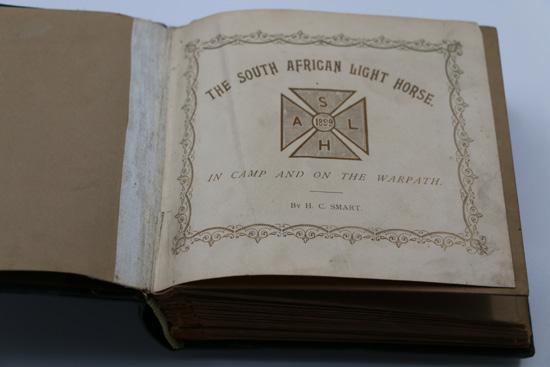 THE SOUTH AFRICAN LIGHT HORSE.
S
A 1899 L
H
IN CAMP AND ON THE WARPATH.
BY H. C. SMART.